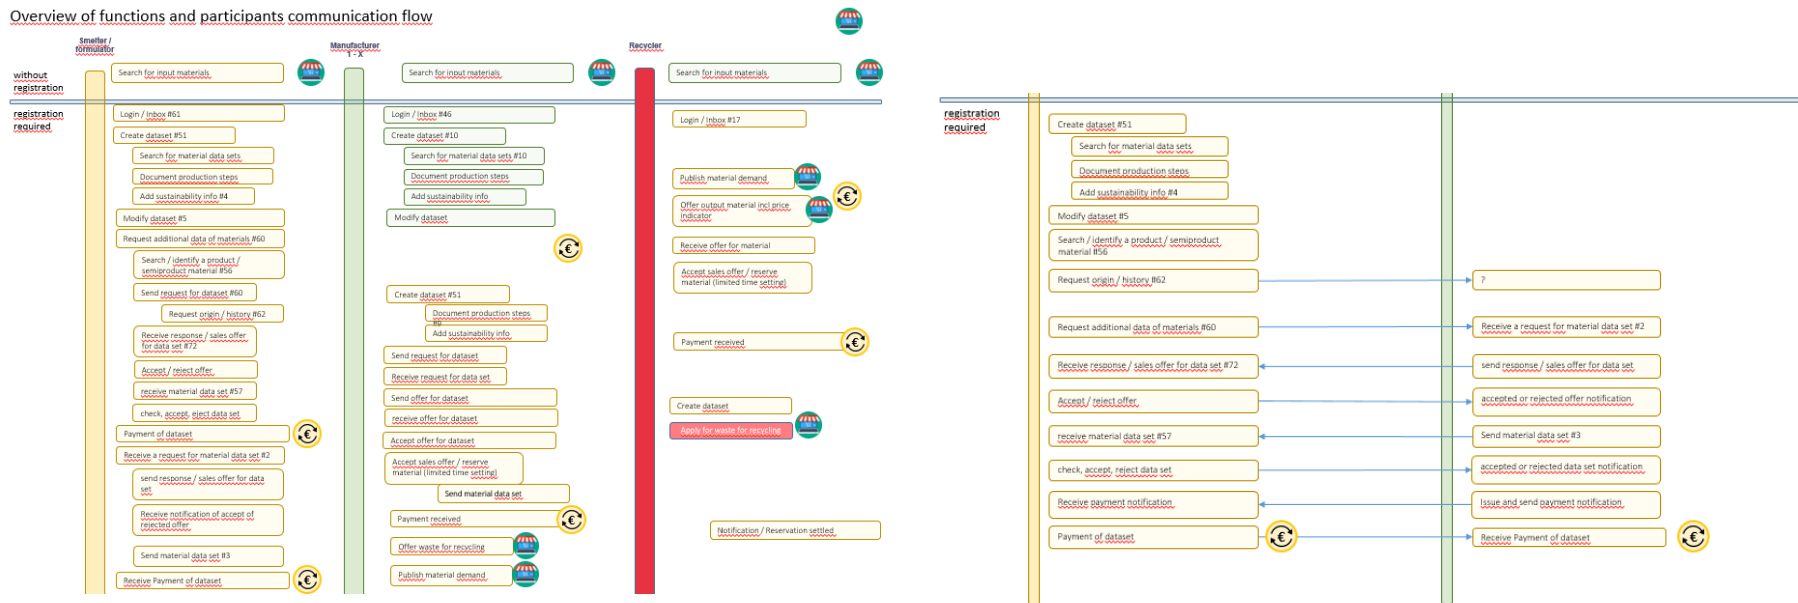 Overview of functions and participants communication flow
Smelter /
formulator
Manufacturer
1 - X
Recycler
without
registration
Search for input materials
Search for input materials
Search for input materials
registration
required
Login / Inbox #61
Create dataset #51
Search for material data sets
Document production steps
Add sustainability info #4
Modify dataset #5
Request additional data of materials #60
Search / identify a product /
semiproduct material #56
Send request for dataset #60
Request origin / history #62
Receive response / sales offer
for data set #72
Accept / reject offer
receive material data set #57
check, accept, eject data set
Payment of dataset
Receive a request for material data set #2
send response / sales offer for data
set
Receive notification of accept of
rejected offer
Send material data set #3
Receive Payment of dataset
Login / Inbox #46
Create dataset #10
Search for material data sets #10
Document production steps
Add sustainability info
Modify dataset
Create dataset #51
Document production steps
Add sustainability info
Send request for dataset
Receive request for data set
Send offer for dataset
receive offer for dataset
Accept offer for dataset
Accept sales offer / reserve
material (limited time setting)
Send material data set
Payment received
Offer waste for recycling
Publish material demand
Login / Inbox #17
Publish material demand
Offer output material incl price
indicator
Receive offer for material
Accept sales offer / reserve
material (limited time setting)
Payment received
Create dataset
Apply for waste for recycling
Notification / Reservation settled
registration
required
Create dataset #51
Search for material data sets
Document production steps
Add sustainability info #4
Modify dataset #5
Search / identify a product / semiproduct
material #56
Request origin / history #62
?
Request additional data of materials #60
Receive a request for material data set #2
Receive response / sales offer for data set #72
send response / sales offer for data set
Accept / reject offer
accepted or rejected offer notification
receive material data set #57
Send material data set #3
check, accept, reject data set
accepted or rejected data set notification
Receive payment notification
Issue and send payment notification
Payment of dataset
Receive Payment of dataset